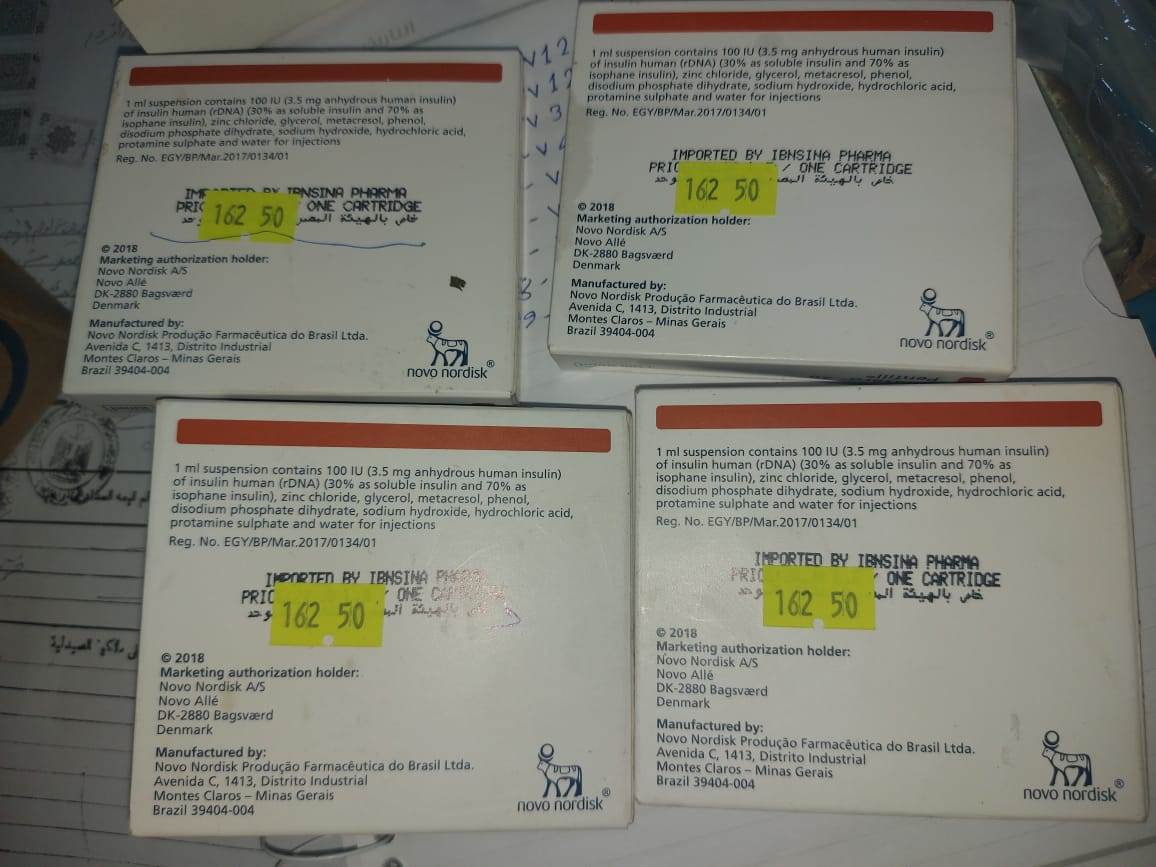 1 ml suspension contains 100 IU (3.5 mg anhydrous human insulin)
of insulin human (rDNA) (30% as soluble insulin and 70% as
isophane insulin), zinc chloride, glycerol, metacresol, phenol,
disodium phosphate dihydrate, sodium hydroxide, hydrochloric acid,
protamine sulphate and water for injections
Reg. No. EGY/BP/Mar.2017/0134/01
IMPORTED BY IBNSINA PHARMA
ONE CARTRIDGE
162 50
خاص بالهيئة
© 2018
Marketing authorization holder:
Novo Nordisk A/S
Novo Allé
DK-2880 Bagsværd
Denmark
Manufactured by:
Novo Nordisk Produção Farmacêutica do Brasil Ltda.
Avenida C, 1413, Distrito Industrial
Montes Claros – Minas Gerais
Brazil 39404-004
novo nordisk®
1 ml suspension contains 100 IU (3.5 mg anhydrous human insulin)
of insulin human (rDNA) (30% as soluble insulin and 70% as
isophane insulin), zinc chloride, glycerol, metacresol, phenol,
disodium phosphate dihydrate, sodium hydroxide, hydrochloric acid,
protamine sulphate and water for injections
Reg. No. EGY/BP/Mar.2017/0134/01
IMPORTED BY IBNSINA PHARMA
/ ONE CARTRIDGE
162 50
خاص بالهيئة
© 2018
Marketing authorization holder:
Novo Nordisk A/S
Novo Allé
DK-2880 Bagsværd
Denmark
Manufactured by:
Novo Nordisk Produção Farmacêutica do Brasil Ltda.
Avenida C, 1413, Distrito Industrial
Montes Claros – Minas Gerais
Brazil 39404-004
novo nordisk®
1 ml suspension contains 100 IU (3.5 mg anhydrous human insulin)
of insulin human (rDNA) (30% as soluble insulin and 70% as
isophane insulin), zinc chloride, glycerol, metacresol, phenol,
disodium phosphate dihydrate, sodium hydroxide, hydrochloric acid,
protamine sulphate and water for injections
Reg. No. EGY/BP/Mar.2017/0134/01
IMPORTED BY IBNSINA PHARMA
/ ONE CARTRIDGE
162 50
خاص بالهيئة
© 2018
Marketing authorization holder:
Novo Nordisk A/S
Novo Allé
DK-2880 Bagsværd
Denmark
Manufactured by:
Novo Nordisk Produção Farmacêutica do Brasil Ltda.
Avenida C, 1413, Distrito Industrial
Montes Claros – Minas Gerais
Brazil 39404-004
novo nordisk®
1 ml suspension contains 100 IU (3.5 mg anhydrous human insulin)
of insulin human (rDNA) (30% as soluble insulin and 70% as
isophane insulin), zinc chloride, glycerol, metacresol, phenol,
disodium phosphate dihydrate, sodium hydroxide, hydrochloric acid,
protamine sulphate and water for injections
Reg. No. EGY/BP/Mar.2017/0134/01
IMPORTED BY IBNSINA PHARMA
ONE CARTRIDGE
162 50
خاص بالهيئة
© 2018
Marketing authorization holder:
Novo Nordisk A/S
Novo Allé
DK-2880 Bagsværd
Denmark
Manufactured by:
Novo Nordisk Produção Farmacêutica do Brasil Ltda.
Avenida C, 1413, Distrito Industrial
Montes Claros – Minas Gerais
Brazil 39404-004
novo nordisk®
الصيدلية